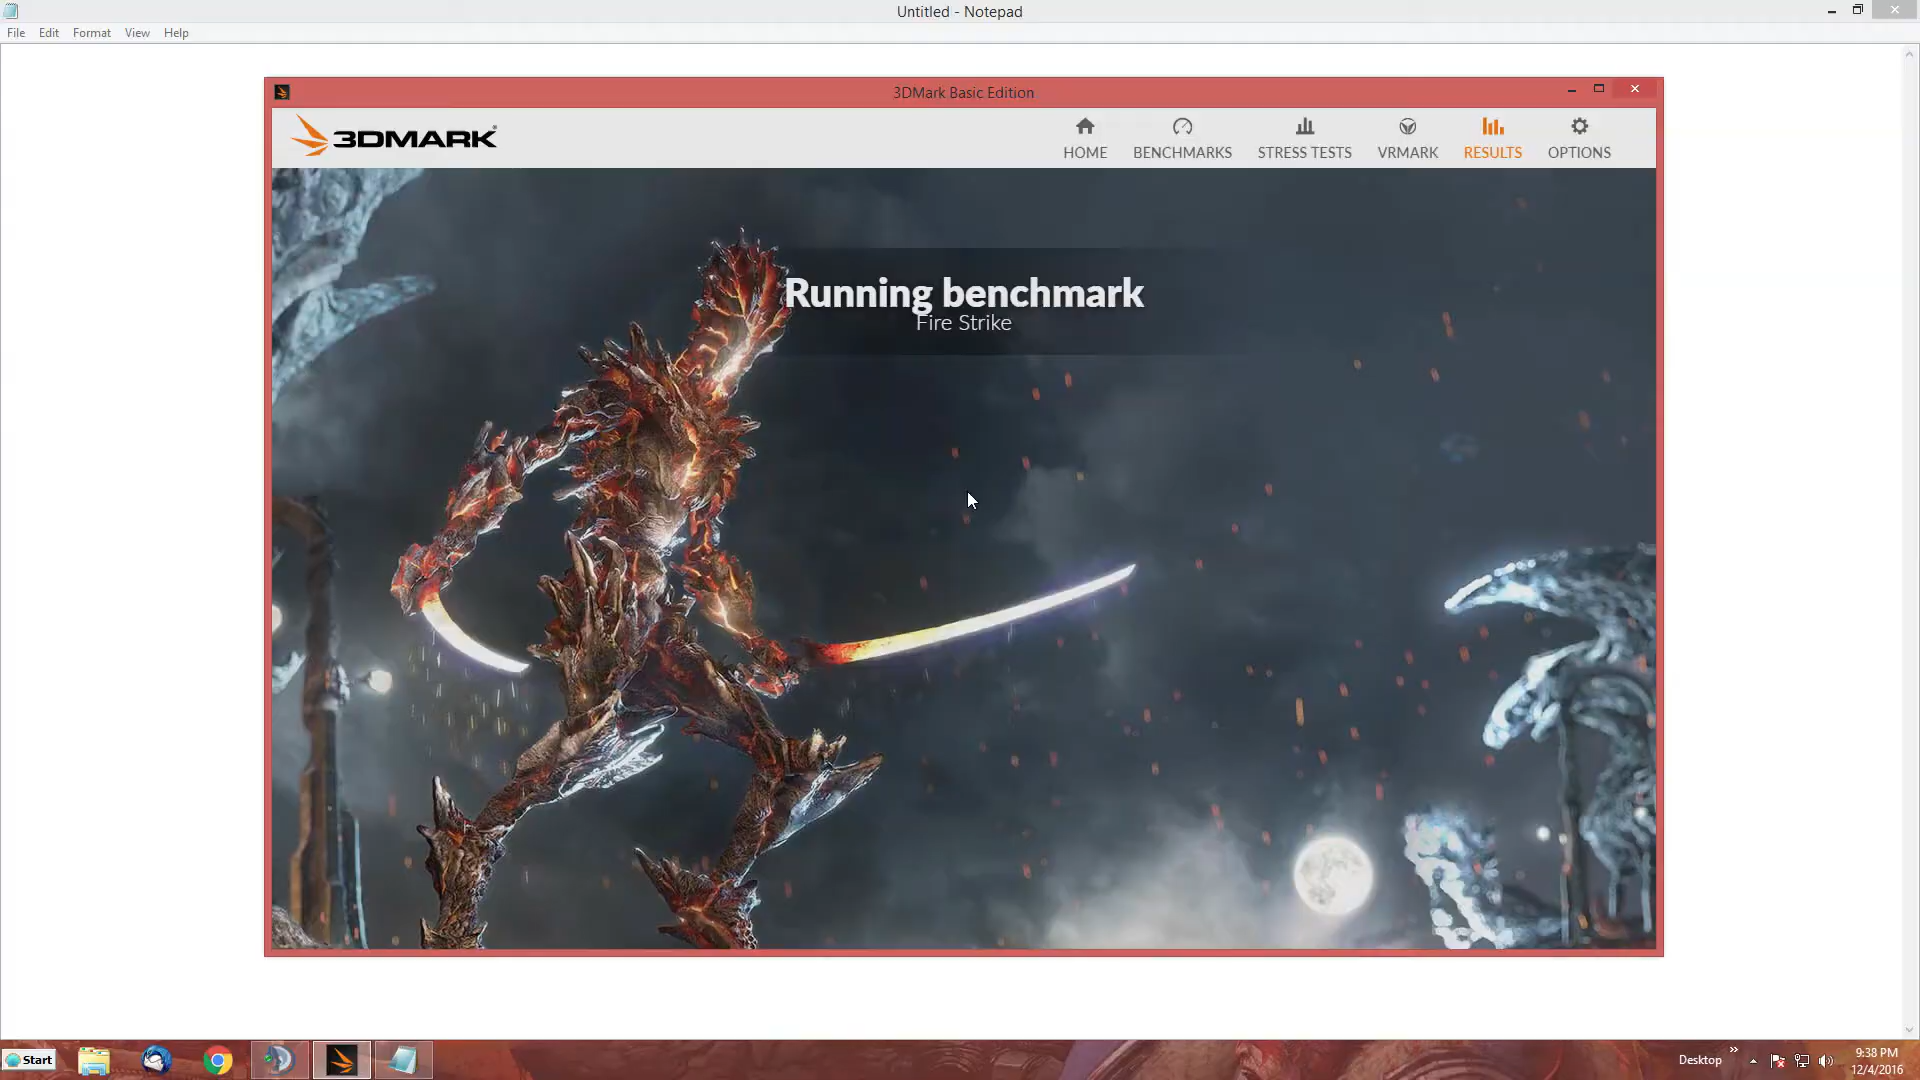 Untitled - Notepad
File Edit Format View Help
3DMark Basic Edition
3DMARK
HOME BENCHMARKS STRESS TESTS VRMARK RESULTS OPTIONS
Running benchmark
Fire Strike
Start
Desktop
9:38 PM
12/4/2016